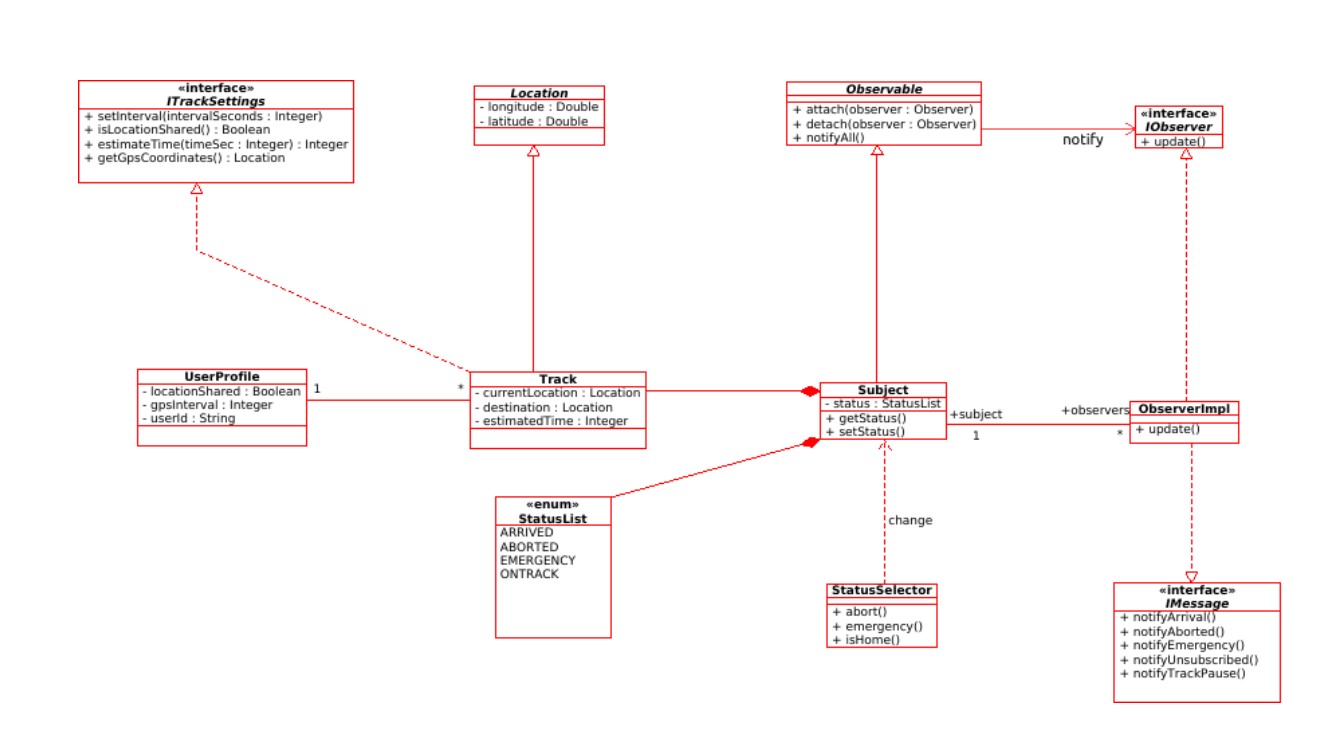 «interface»
ITrackSettings
+ setInterval(intervalSeconds : Integer)
+ isLocationShared() : Boolean
+ estimateTime(timeSec : Integer) : Integer
+ getGpsCoordinates() : Location
Location
- longitude : Double
- latitude : Double
Observable
+ attach(observer : Observer)
+ detach(observer : Observer)
+ notifyAll()
notify
«interface»
IObserver
+ update()
UserProfile
- locationShared : Boolean
- gpsInterval : Integer
- userId : String
1
*
Track
- currentLocation : Location
- destination : Location
- estimatedTime : Integer
Subject
- status : StatusList
+ getStatus()
+ setStatus()
+subject
1
+observers
*
ObserverImpl
+ update()
«enum»
StatusList
ARRIVED
ABORTED
EMERGENCY
ONTRACK
change
StatusSelector
+ abort()
+ emergency()
+ isHome()
«interface»
IMessage
+ notifyArrival()
+ notifyAborted()
+ notifyEmergency()
+ notifyUnsubscribed()
+ notifyTrackPause()